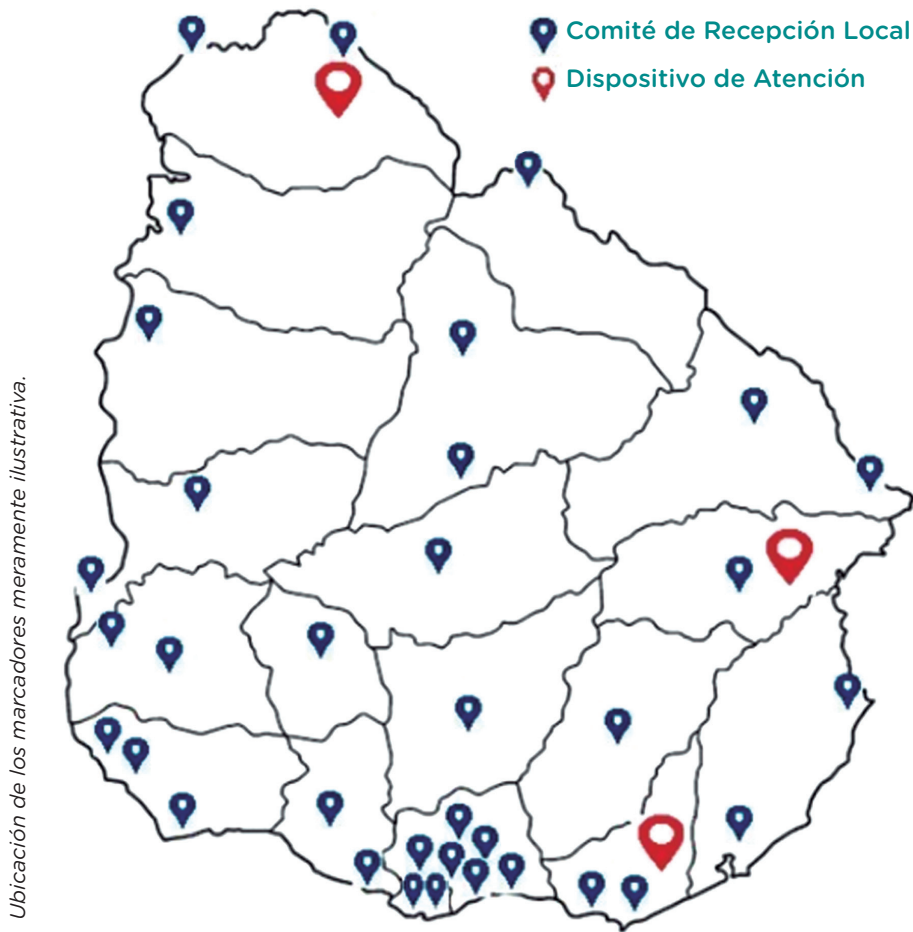 Comité de Recepción Local
Dispositivo de Atención
Ubicación de los marcadores meramente ilustrativa.